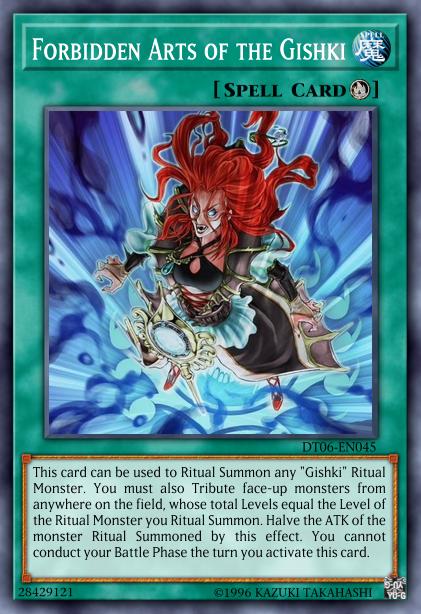 FORBIDDEN ARTS OF THE GISHKI
SPELL
魔
[SPELL CARD]
DT06-EN045
This card can be used to Ritual Summon any "Gishki" Ritual
Monster. You must also Tribute face-up monsters from
anywhere on the field, whose total Levels equal the Level of
the Ritual Monster you Ritual Summon. Halve the ATK of the
monster Ritual Summoned by this effect. You cannot
conduct your Battle Phase the turn you activate this card.
28429121
©1996 KAZUKI TAKAHASHI